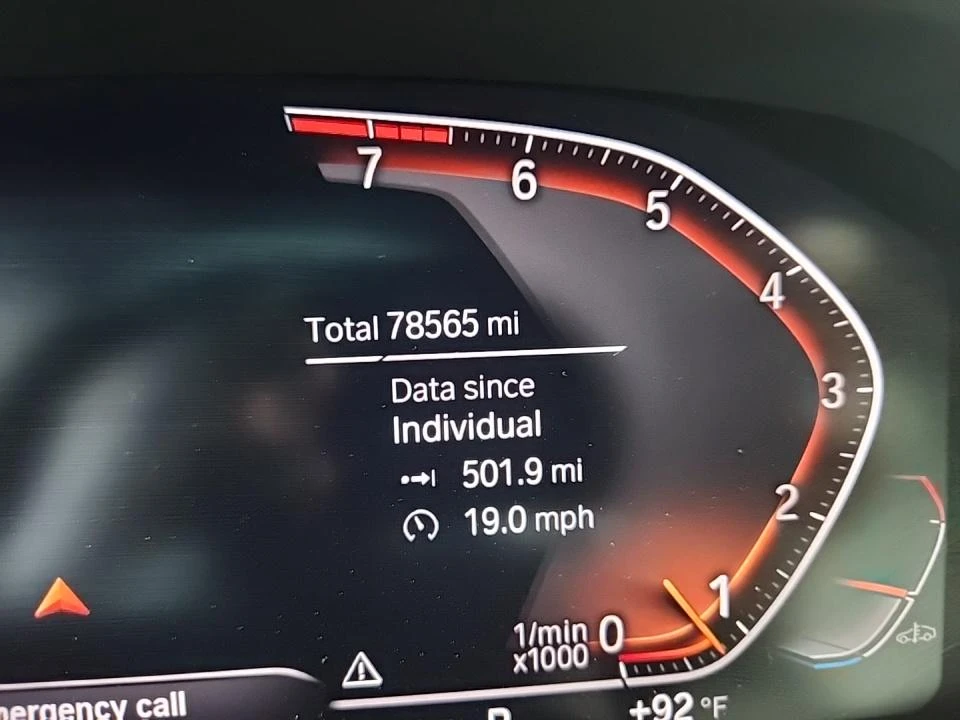 7
6
5
4
3
2
1
0
1/min
x1000
Total 78565 mi
Data since
Individual
501.9 mi
19.0 mph
mergency call
+92 °F